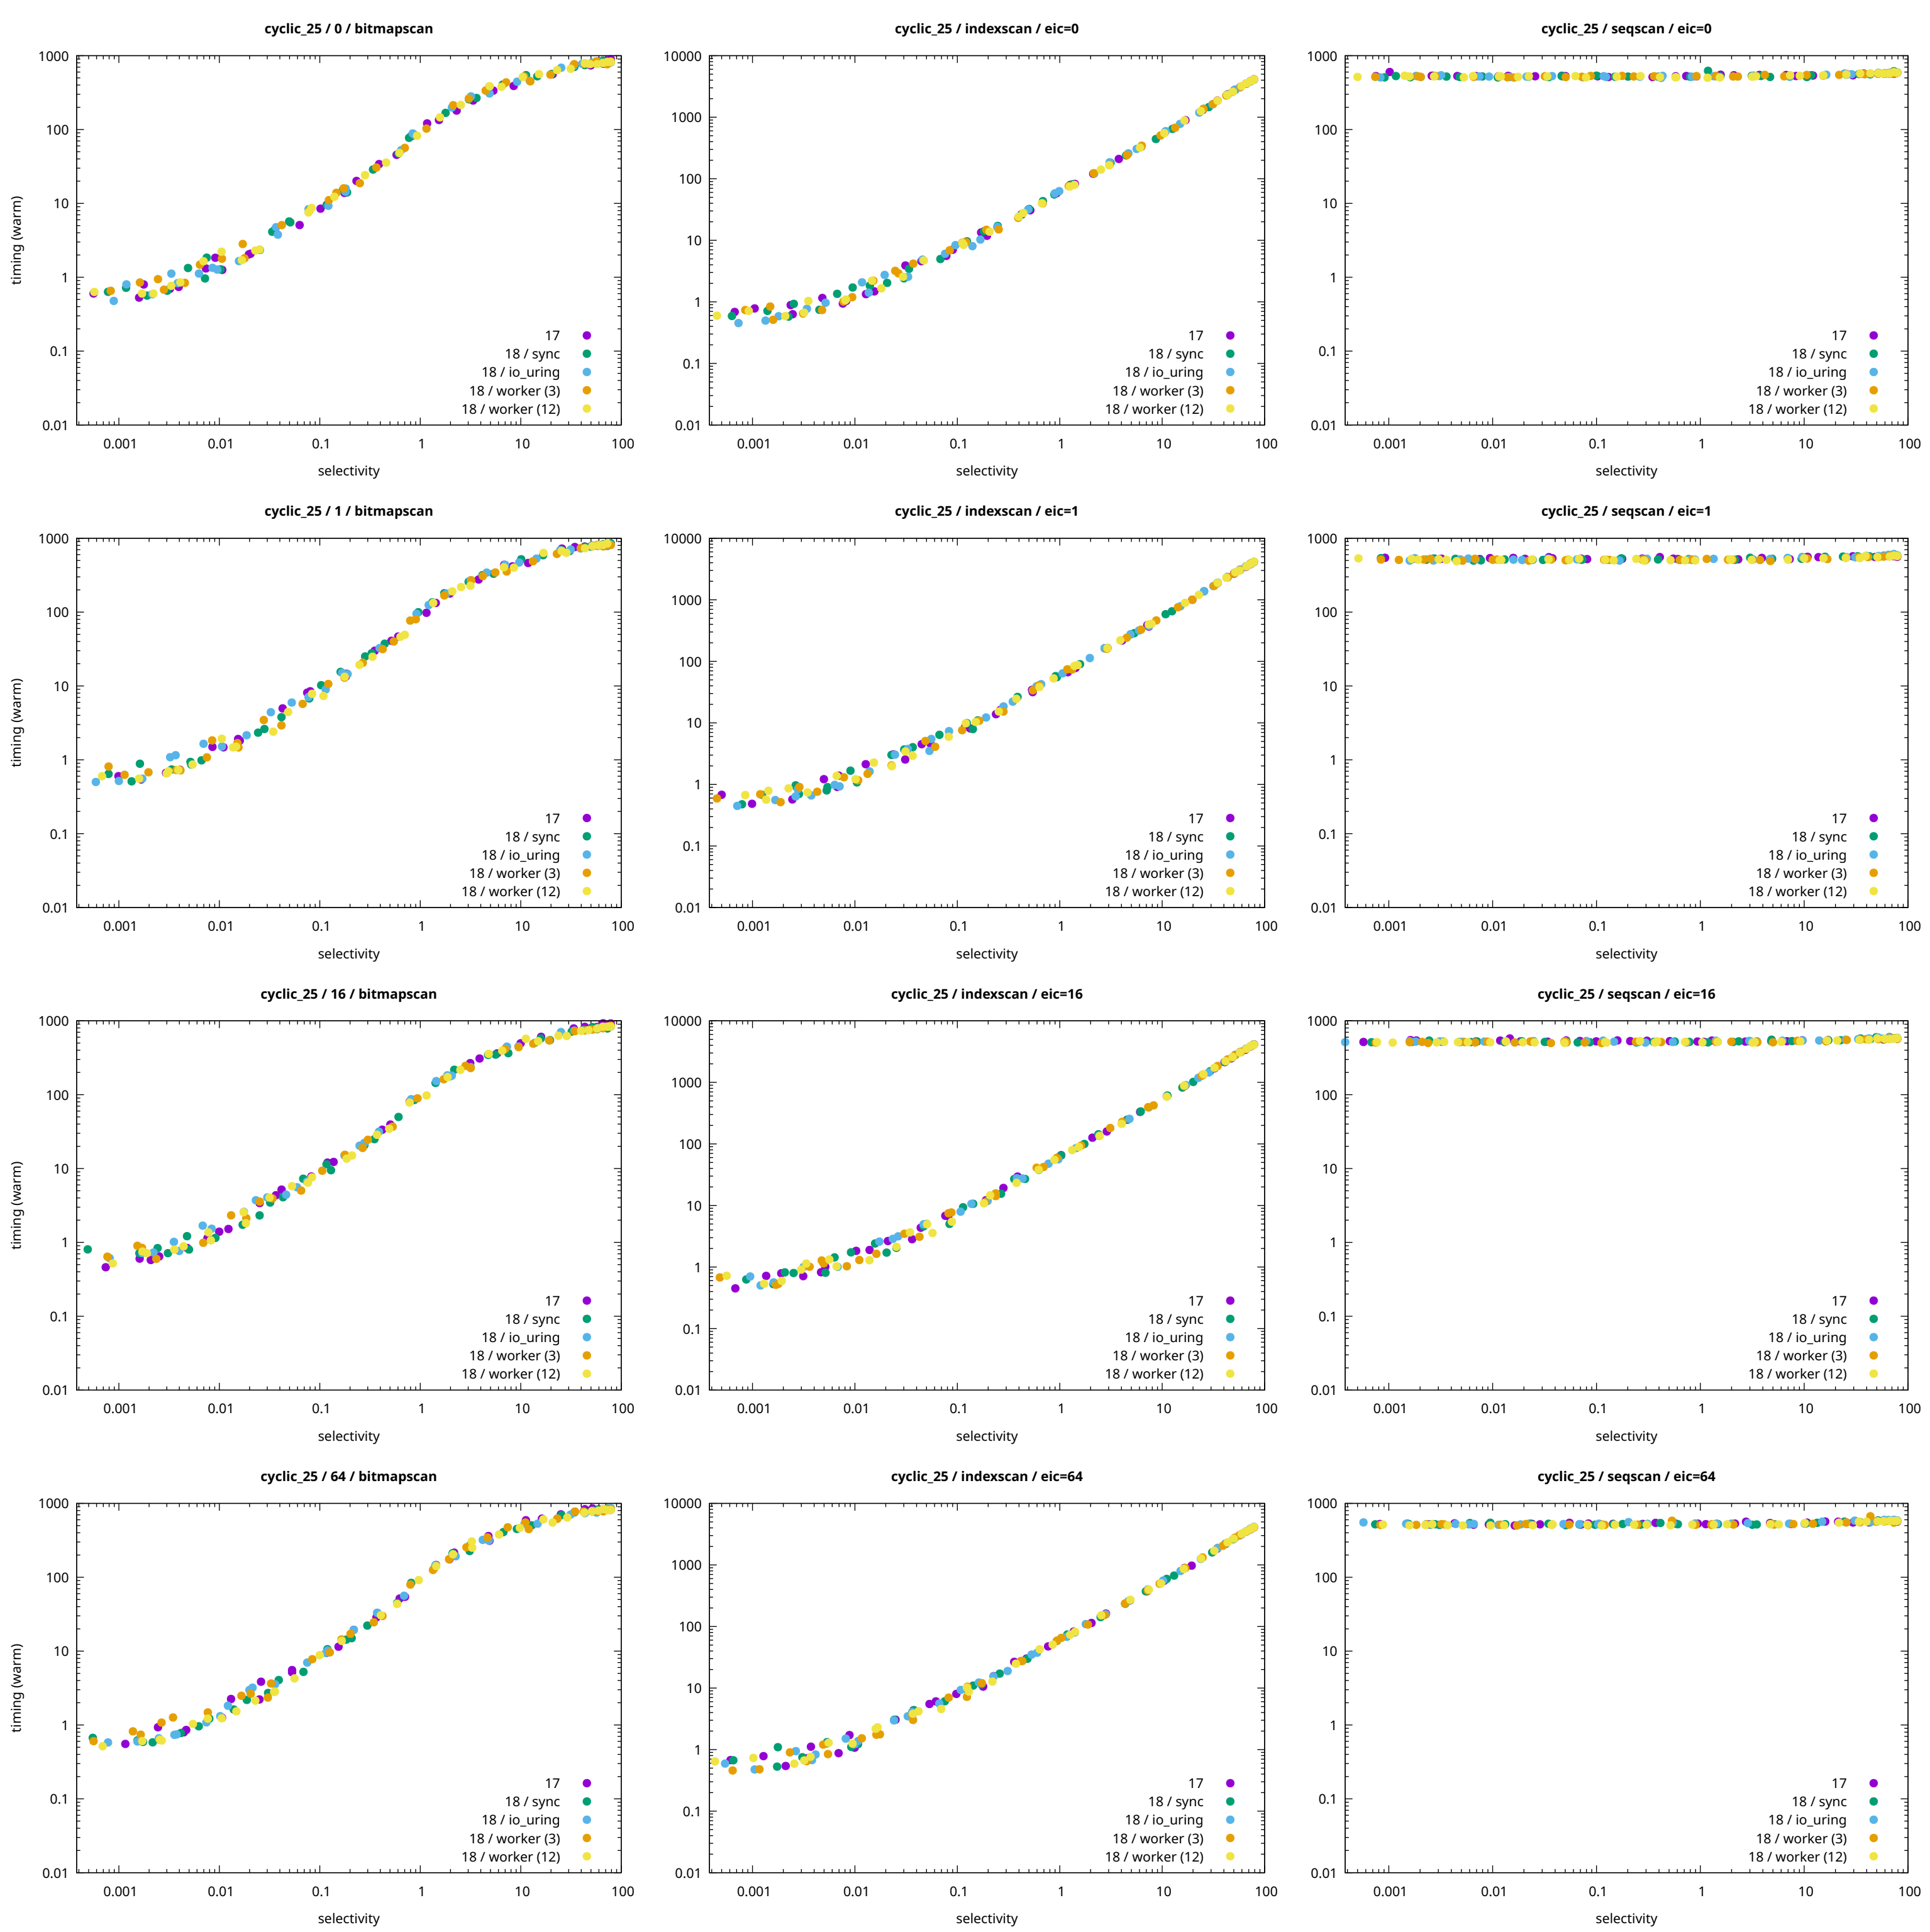 cyclic_25 / 0 / bitmapscan
timing (warm)
1000
100
10
1
0.1
0.01
17
18 / sync
18 / io_uring
18 / worker (3)
18 / worker (12)
0.001 0.01 0.1 1 10 100
selectivity
cyclic_25 / indexscan / eic=0
10000
1000
100
10
1
0.1
0.01
17
18 / sync
18 / io_uring
18 / worker (3)
18 / worker (12)
0.001 0.01 0.1 1 10 100
selectivity
cyclic_25 / seqscan / eic=0
1000
100
10
1
0.1
0.01
17
18 / sync
18 / io_uring
18 / worker (3)
18 / worker (12)
0.001 0.01 0.1 1 10 100
selectivity
cyclic_25 / 1 / bitmapscan
timing (warm)
1000
100
10
1
0.1
0.01
17
18 / sync
18 / io_uring
18 / worker (3)
18 / worker (12)
0.001 0.01 0.1 1 10 100
selectivity
cyclic_25 / indexscan / eic=1
10000
1000
100
10
1
0.1
0.01
17
18 / sync
18 / io_uring
18 / worker (3)
18 / worker (12)
0.001 0.01 0.1 1 10 100
selectivity
cyclic_25 / seqscan / eic=1
1000
100
10
1
0.1
0.01
17
18 / sync
18 / io_uring
18 / worker (3)
18 / worker (12)
0.001 0.01 0.1 1 10 100
selectivity
cyclic_25 / 16 / bitmapscan
timing (warm)
1000
100
10
1
0.1
0.01
17
18 / sync
18 / io_uring
18 / worker (3)
18 / worker (12)
0.001 0.01 0.1 1 10 100
selectivity
cyclic_25 / indexscan / eic=16
10000
1000
100
10
1
0.1
0.01
17
18 / sync
18 / io_uring
18 / worker (3)
18 / worker (12)
0.001 0.01 0.1 1 10 100
selectivity
cyclic_25 / seqscan / eic=16
1000
100
10
1
0.1
0.01
17
18 / sync
18 / io_uring
18 / worker (3)
18 / worker (12)
0.001 0.01 0.1 1 10 100
selectivity
cyclic_25 / 64 / bitmapscan
timing (warm)
1000
100
10
1
0.1
0.01
17
18 / sync
18 / io_uring
18 / worker (3)
18 / worker (12)
0.001 0.01 0.1 1 10 100
selectivity
cyclic_25 / indexscan / eic=64
10000
1000
100
10
1
0.1
0.01
17
18 / sync
18 / io_uring
18 / worker (3)
18 / worker (12)
0.001 0.01 0.1 1 10 100
selectivity
cyclic_25 / seqscan / eic=64
1000
100
10
1
0.1
0.01
17
18 / sync
18 / io_uring
18 / worker (3)
18 / worker (12)
0.001 0.01 0.1 1 10 100
selectivity